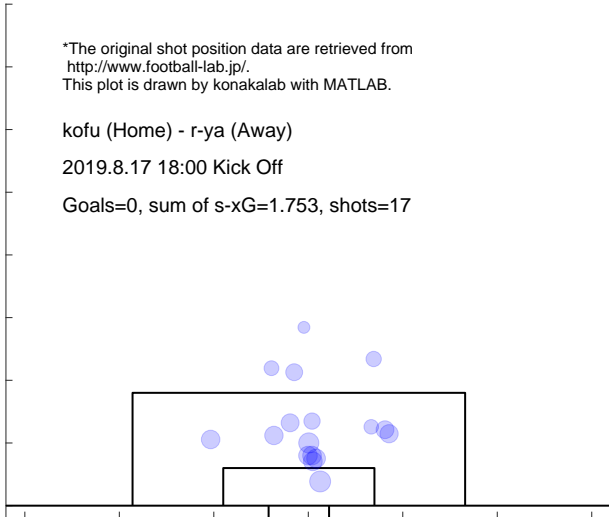 *The original shot position data are retrieved from
http://www.football-lab.jp/.
This plot is drawn by konakalab with MATLAB.
kofu (Home) - r-ya (Away)
2019.8.17 18:00 Kick Off
Goals=0, sum of s-xG=1.753, shots=17